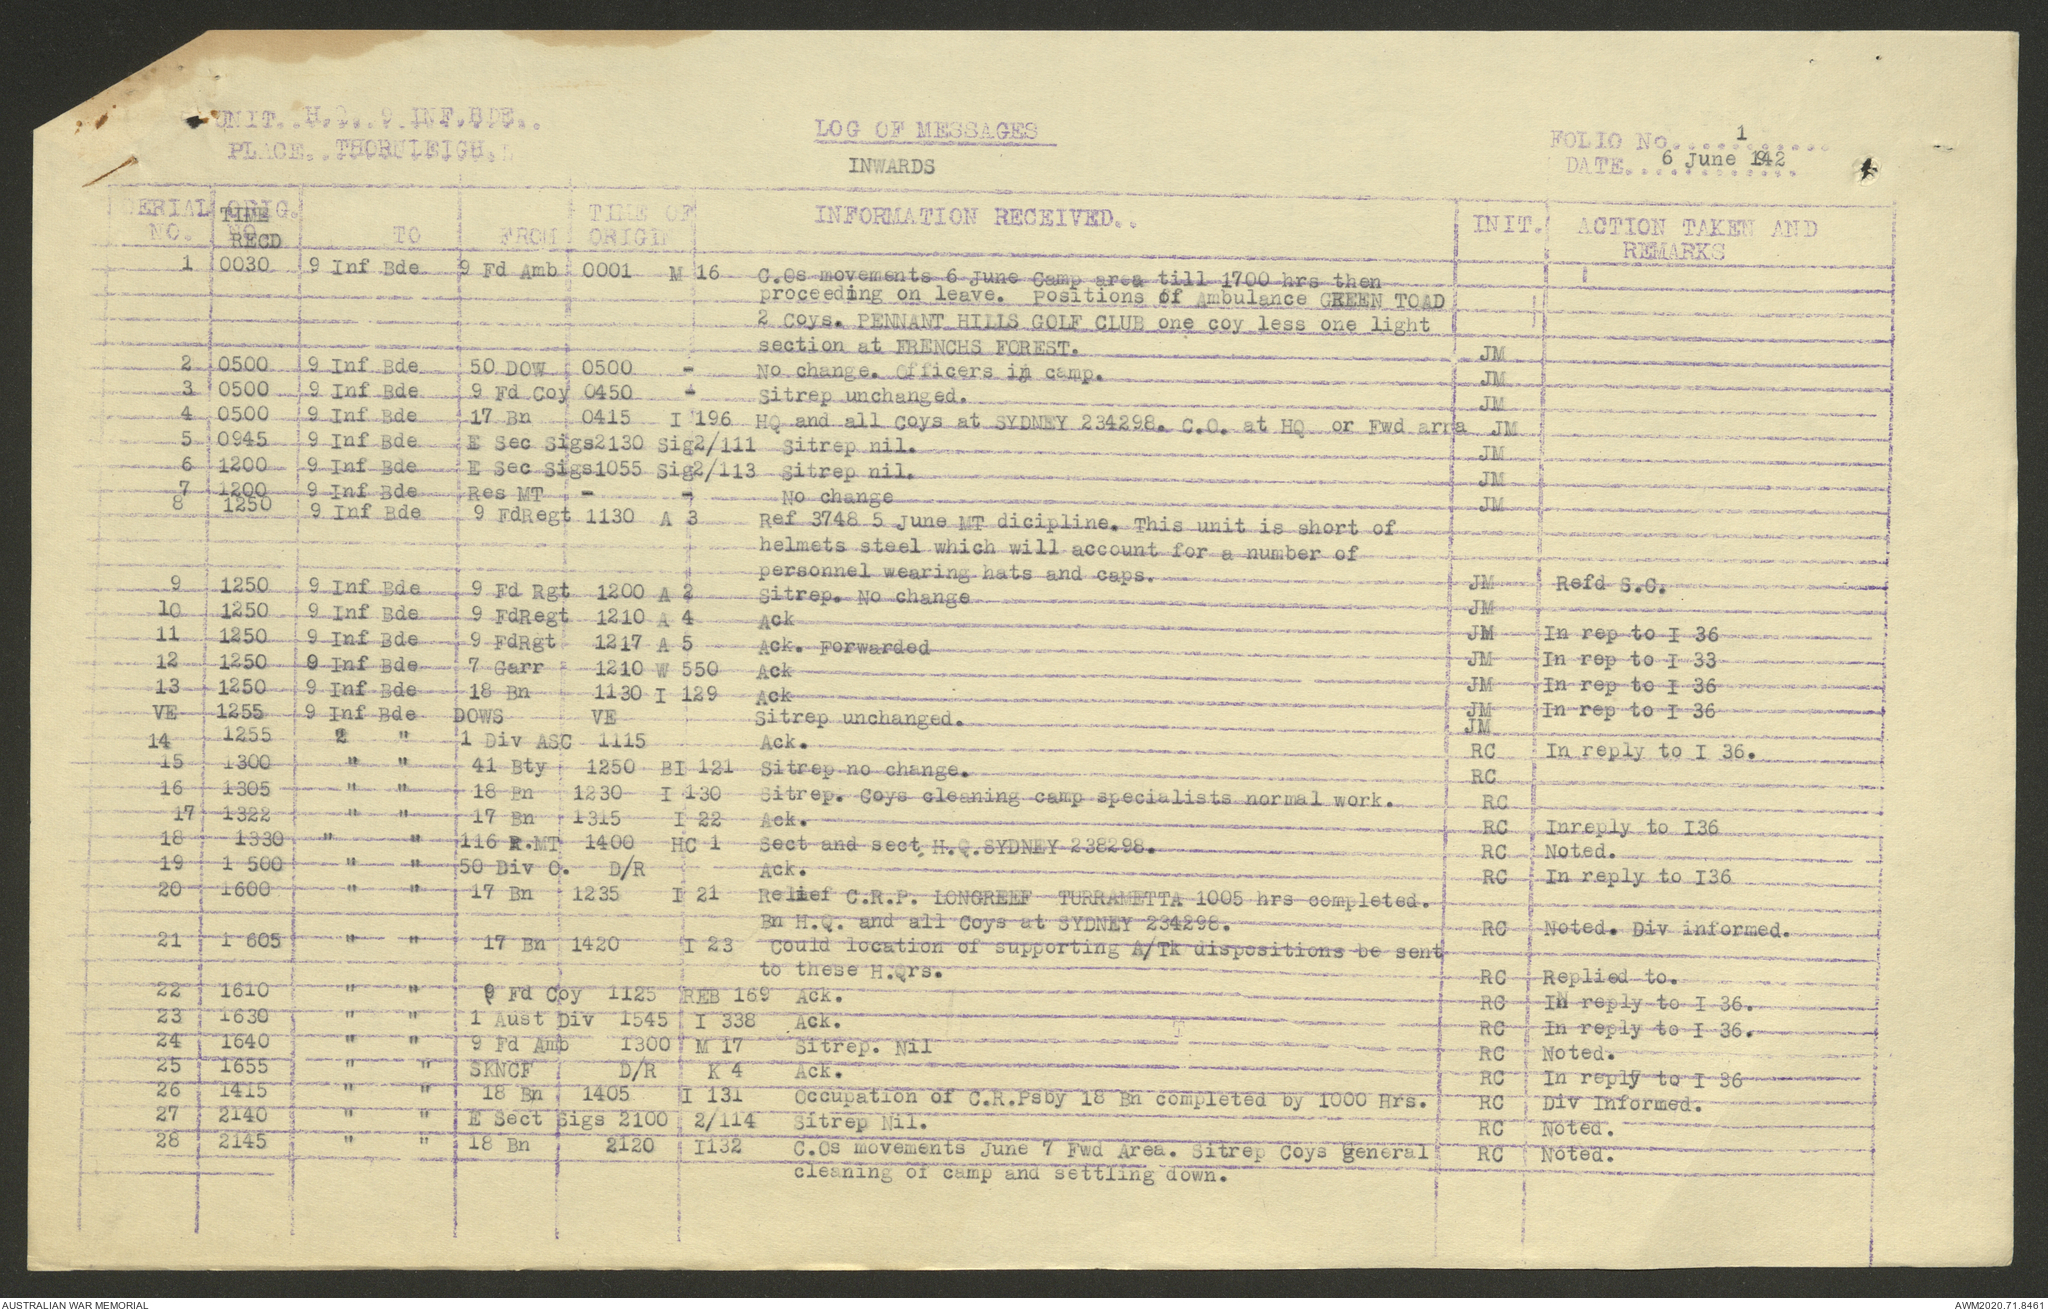 UNIT..H.Q..9 INF.BDE..
PLACE..THORNLEIGH.
LOG OF MESSAGES
INWARDS
FOLIO No. 1
DATE 6 June 1942
SERIAL NO. ORIG. NO. TIME RECD TO FROM TIME OF ORIGIN INFORMATION RECEIVED.. INIT. ACTION TAKEN AND REMARKS
1 0030 9 Inf Bde 9 Fd Amb 0001 M 16 C.Os movements 6 June Camp area till 1700 hrs then
proceeding on leave. Positions of Ambulance GREEN TOAD
2 Coys. PENNANT HILLS GOLF CLUB one coy less one light
section at FRENCHS FOREST. JM
2 0500 9 Inf Bde 50 DOW 0500 - No change. Officers in camp. JM
3 0500 9 Inf Bde 9 Fd Coy 0450 - Sitrep unchanged. JM
4 0500 9 Inf Bde 17 Bn 0415 I 196 HQ and all Coys at SYDNEY 234298. C.O. at HQ or Fwd arra JM
5 0945 9 Inf Bde E Sec Sigs2130 Sig2/111 Sitrep nil. JM
6 1200 9 Inf Bde E Sec Sigs1055 Sig2/113 Sitrep nil. JM
7 1200 9 Inf Bde Res MT - - No change JM
8 1250 9 Inf Bde 9 FdRegt 1130 A 3 Ref 3748 5 June MT dicipline. This unit is short of
helmets steel which will account for a number of
personnel wearing hats and caps. JM Refd S.C.
9 1250 9 Inf Bde 9 Fd Rgt 1200 A 2 Sitrep. No change JM
10 1250 9 Inf Bde 9 FdRegt 1210 A 4 Ack JM In rep to I 36
11 1250 9 Inf Bde 9 FdRgt 1217 A 5 Ack. Forwarded JM In rep to I 33
12 1250 9 Inf Bde 7 Garr 1210 W 550 Ack JM In rep to I 36
13 1250 9 Inf Bde 18 Bn 1130 I 129 Ack JM In rep to I 36
VE 1255 9 Inf Bde DOWS VE Sitrep unchanged. JM
14 1255 2 " 1 Div ASC 1115 Ack. RC In reply to I 36.
15 1300 " " 41 Bty 1250 BI 121 Sitrep no change. RC
16 1305 " " 18 Bn 1230 I 130 Sitrep. Coys cleaning camp specialists normal work. RC
17 1322 " " 17 Bn 1315 I 22 Ack. RC Inreply to I36
18 1330 " " 116 R.MT 1400 HC 1 Sect and sect H.Q.SYDNEY 238298. RC Noted.
19 1 500 " " 50 Div O. D/R Ack. RC In reply to I36
20 1600 " " 17 Bn 1235 I 21 Relief C.R.P. LONGREEF TURRAMETTA 1005 hrs completed.
Bn H.Q. and all Coys at SYDNEY 234298. RC Noted. Div informed.
21 1 605 " " 17 Bn 1420 I 23 Could location of supporting A/Tk dispositions be sent
to these H.Qrs. RC Replied to.
22 1610 " " 9 Fd Coy 1125 REB 169 Ack. RC IN reply to I 36.
23 1630 " " 1 Aust Div 1545 I 338 Ack. RC In reply to I 36.
24 1640 " " 9 Fd Amb 1300 M 17 Sitrep. Nil RC Noted.
25 1655 " " SKNCF D/R K 4 Ack. RC In reply to I 36
26 1415 " " 18 Bn 1405 I 131 Occupation of C.R.Psby 18 Bn completed by 1000 Hrs. RC Div Informed.
27 2140 " " E Sect Sigs 2100 2/114 Sitrep Nil. RC Noted.
28 2145 " " 18 Bn 2120 I132 C.Os movements June 7 Fwd Area. Sitrep Coys general RC Noted.
cleaning of camp and settling down.
AUSTRALIAN WAR MEMORIAL
AWM2020.71.8461